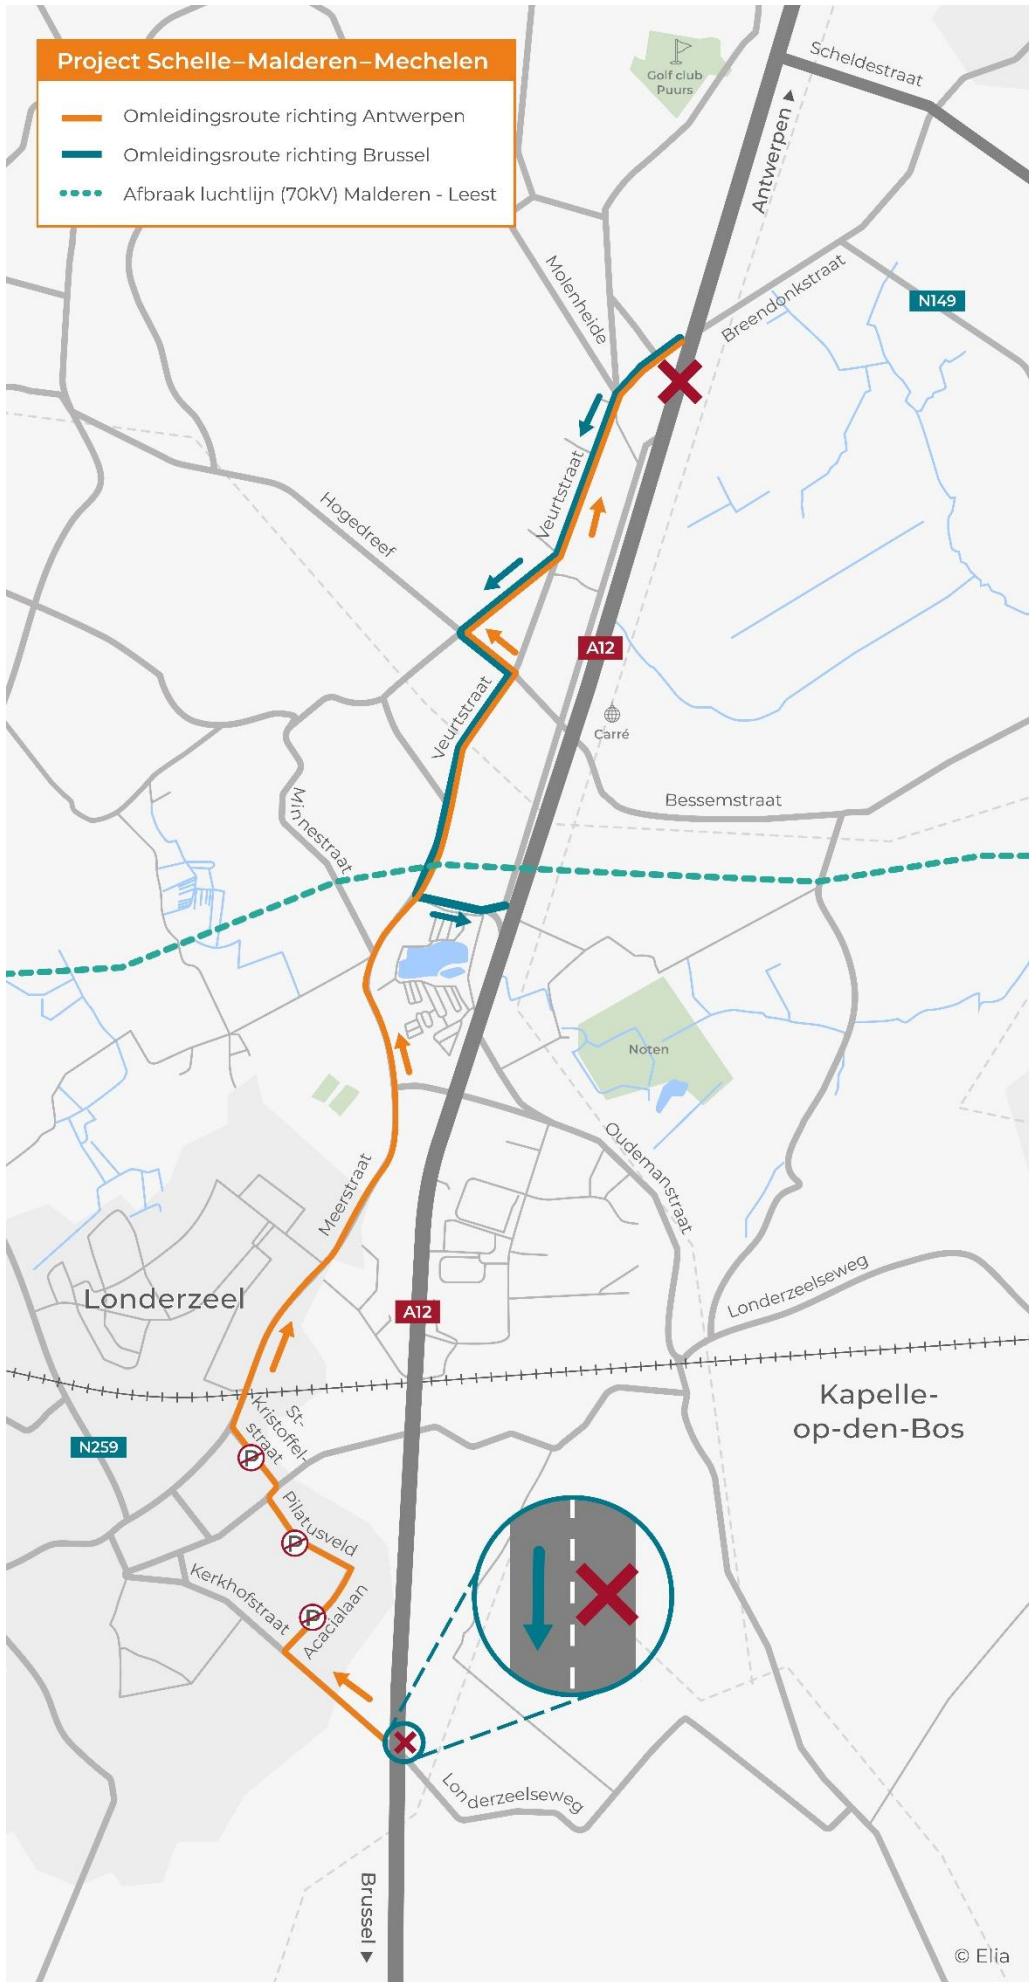 Project Schelle–Malderen–Mechelen
Omleidingsroute richting Antwerpen
Omleidingsroute richting Brussel
Afbraak luchtlijn (70kV) Malderen - Leest
Golf club
Puurs
Scheldestraat
Antwerpen ▲
Molenheide
Breendonkstraat
N149
Veurtstraat
Hogedreef
A12
Veurtstraat
Carré
Minnestraat
Bessemstraat
Noten
Oudemanstraat
Meerstraat
Londerzeel
A12
Londerzeelseweg
Kapelle-
op-den-Bos
St-
Kristoffel-
straat
N259
P
Pilatusveld
P
Kerkhofstraat
P
Acacialaan
Londerzeelseweg
Brussel ▼
© Elia